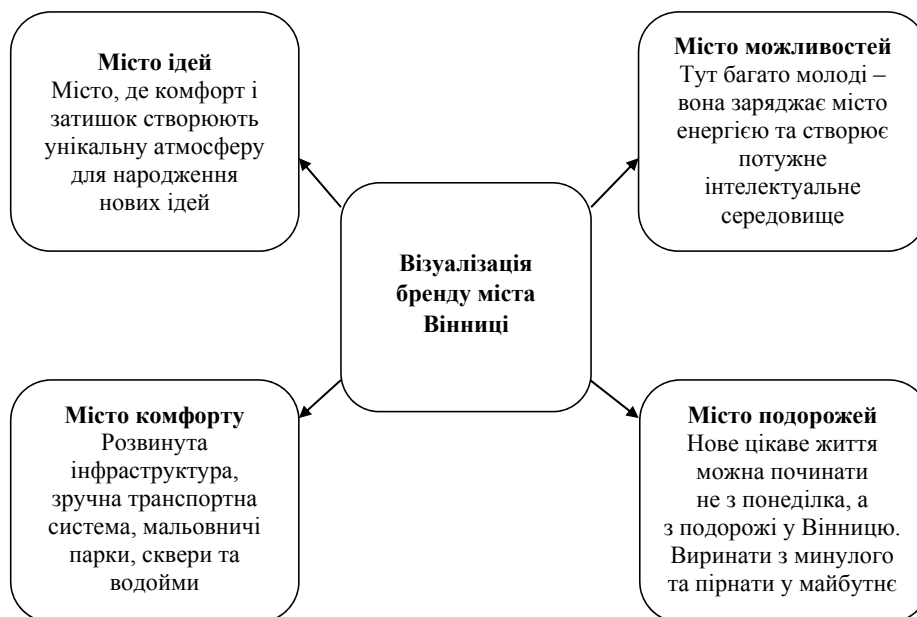 Місто ідей
Місто, де комфорт і
затишок створюють
унікальну атмосферу
для народження
нових ідей
Місто можливостей
Тут багато молоді –
вона заряджає місто
енергією та створює
потужне
інтелектуальне
середовище
Візуалізація
бренду міста
Вінниці
Місто комфорту
Розвинута
інфраструктура,
зручна транспортна
система, мальовничі
парки, сквери та
водойми
Місто подорожей
Нове цікаве життя
можна починати
не з понеділка, а
з подорожі у Вінницю.
Виринати з минулого
та пірнати у майбутнє